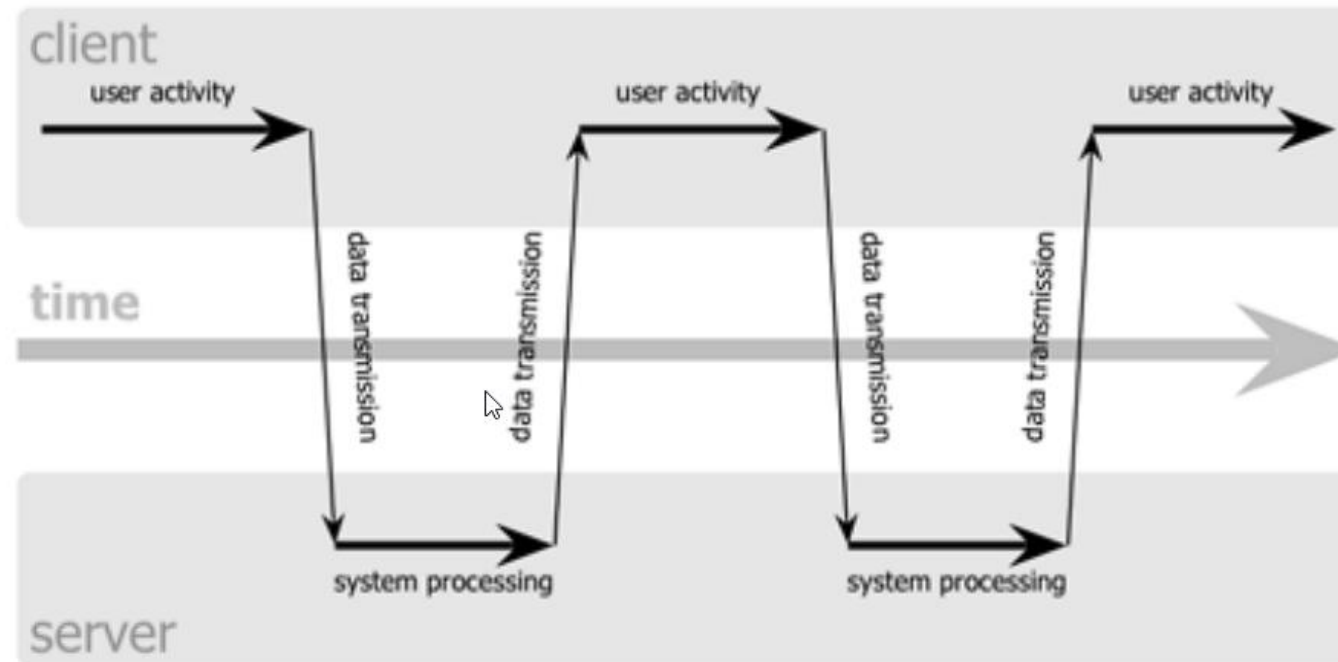 client
user activity
user activity
user activity
data transmission
data transmission
data transmission
data transmission
time
system processing
system processing
server